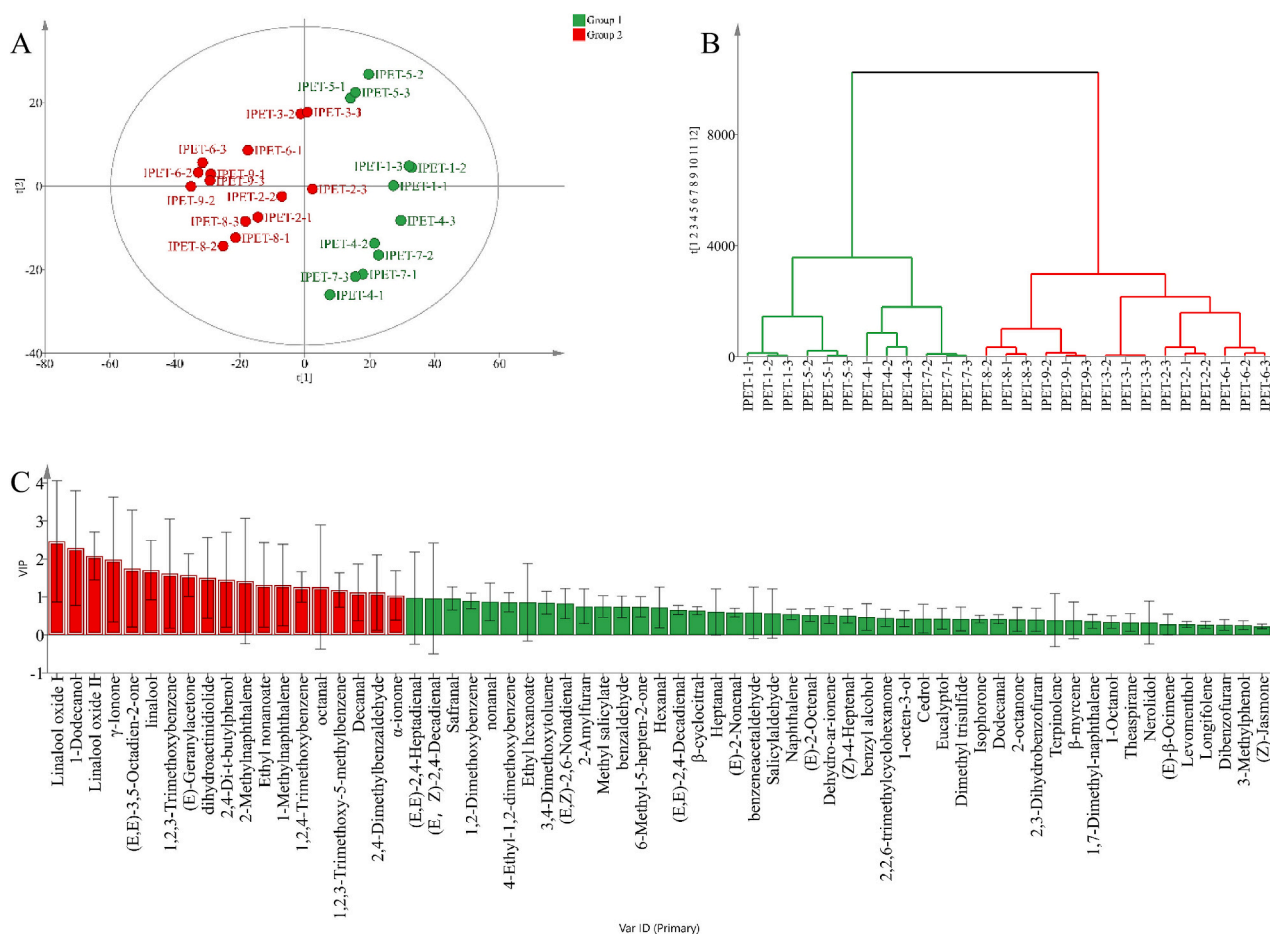 A
Group 1
Group 2
B
20
0
-20
-40
t[2]
-80
-60
-40
-20
0
20
40
60
t[1]
IPET-5-2
IPET-5-1
IPET-5-3
IPET-3-2
IPET-3-3
IPET-6-3
IPET-6-1
IPET-1-3
IPET-1-2
IPET-6-2
IPET-9-1
IPET-9-3
IPET-1-1
IPET-9-2
IPET-2-2
IPET-2-3
IPET-8-3
IPET-2-1
IPET-4-3
IPET-8-2
IPET-8-1
IPET-4-2
IPET-7-2
IPET-7-3
IPET-7-1
IPET-4-1
t[1 2 3 4 5 6 7 8 9 10 11 12]
8000
4000
0
IPET-1-1
IPET-1-2
IPET-1-3
IPET-5-2
IPET-5-1
IPET-5-3
IPET-4-1
IPET-4-2
IPET-4-3
IPET-7-2
IPET-7-1
IPET-7-3
IPET-8-2
IPET-8-1
IPET-8-3
IPET-9-2
IPET-9-1
IPET-9-3
IPET-3-2
IPET-3-1
IPET-3-3
IPET-2-3
IPET-2-1
IPET-2-2
IPET-6-1
IPET-6-2
IPET-6-3
C
4
3
2
1
0
-1
VIP
Linalool oxide I
1-Dodecanol
Linalool oxide II
γ-Ionone
(E,E)-3,5-Octadien-2-one
linalool
1,2,3-Trimethoxybenzene
(E)-Geranylacetone
dihydroactinidiolide
2,4-Di-t-butylphenol
2-Methylnaphthalene
Ethyl nonanoate
1-Methylnaphthalene
1,2,4-Trimethoxybenzene
octanal
1,2,3-Trimethoxy-5-methylbenzene
Decanal
2,4-Dimethylbenzaldehyde
α-ionone
(E,E)-2,4-Heptadienal
(E, Z)-2,4-Decadienal
Safranal
1,2-Dimethoxybenzene
nonanal
4-Ethyl-1,2-dimethoxybenzene
Ethyl hexanoate
3,4-Dimethoxytoluene
(E,Z)-2,6-Nonadienal
2-Amylfuran
Methyl salicylate
benzaldehyde
6-Methyl-5-hepten-2-one
Hexanal
(E,E)-2,4-Decadienal
β-cyclocitral
Heptanal
(E)-2-Nonenal
benzeneacetaldehyde
Salicylaldehyde
Naphthalene
(E)-2-Octenal
Dehydro-ar-ionene
(Z)-4-Heptenal
benzyl alcohol
2,2,6-trimethylcyclohexanone
1-octen-3-ol
Cedrol
Eucalyptol
Dimethyl trisulfide
Isophorone
Dodecanal
2-octanone
2,3-Dihydrobenzofuran
Terpinolene
β-myrcene
1,7-Dimethyl-naphthalene
1-Octanol
Theaspirane
Nerolidol
(E)-β-Ocimene
Levomenthol
Longifolene
Dibenzofuran
3-Methylphenol
(Z)-Jasmone
Var ID (Primary)